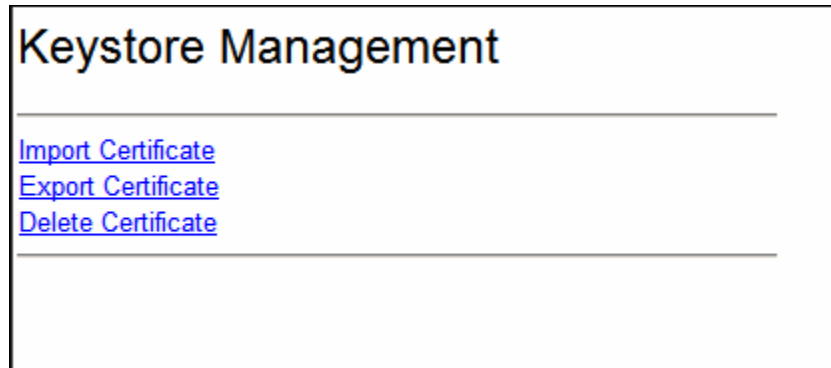 Keystore Management
Import Certificate
Export Certificate
Delete Certificate